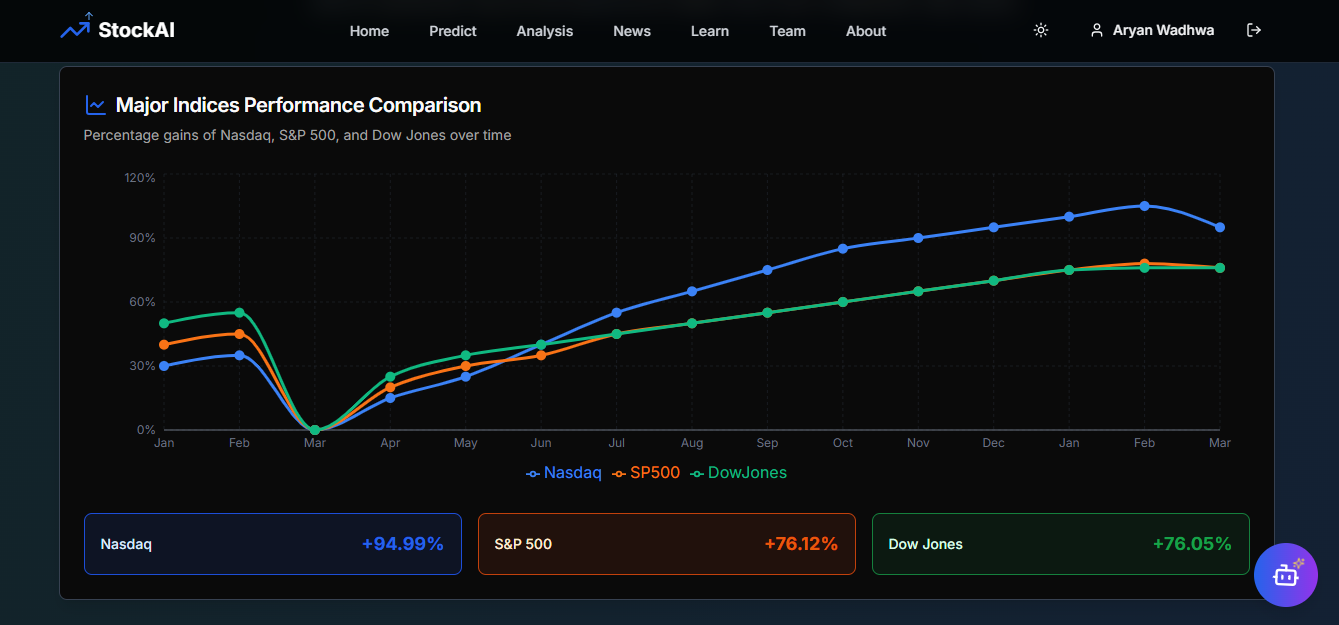 StockAI Home Predict Analysis News Learn Team About Aryan Wadhwa
Major Indices Performance Comparison
Percentage gains of Nasdaq, S&P 500, and Dow Jones over time
120%
90%
60%
30%
0%
Jan Feb Mar Apr May Jun Jul Aug Sep Oct Nov Dec Jan Feb Mar
Nasdaq SP500 DowJones
Nasdaq +94.99% S&P 500 +76.12% Dow Jones +76.05%